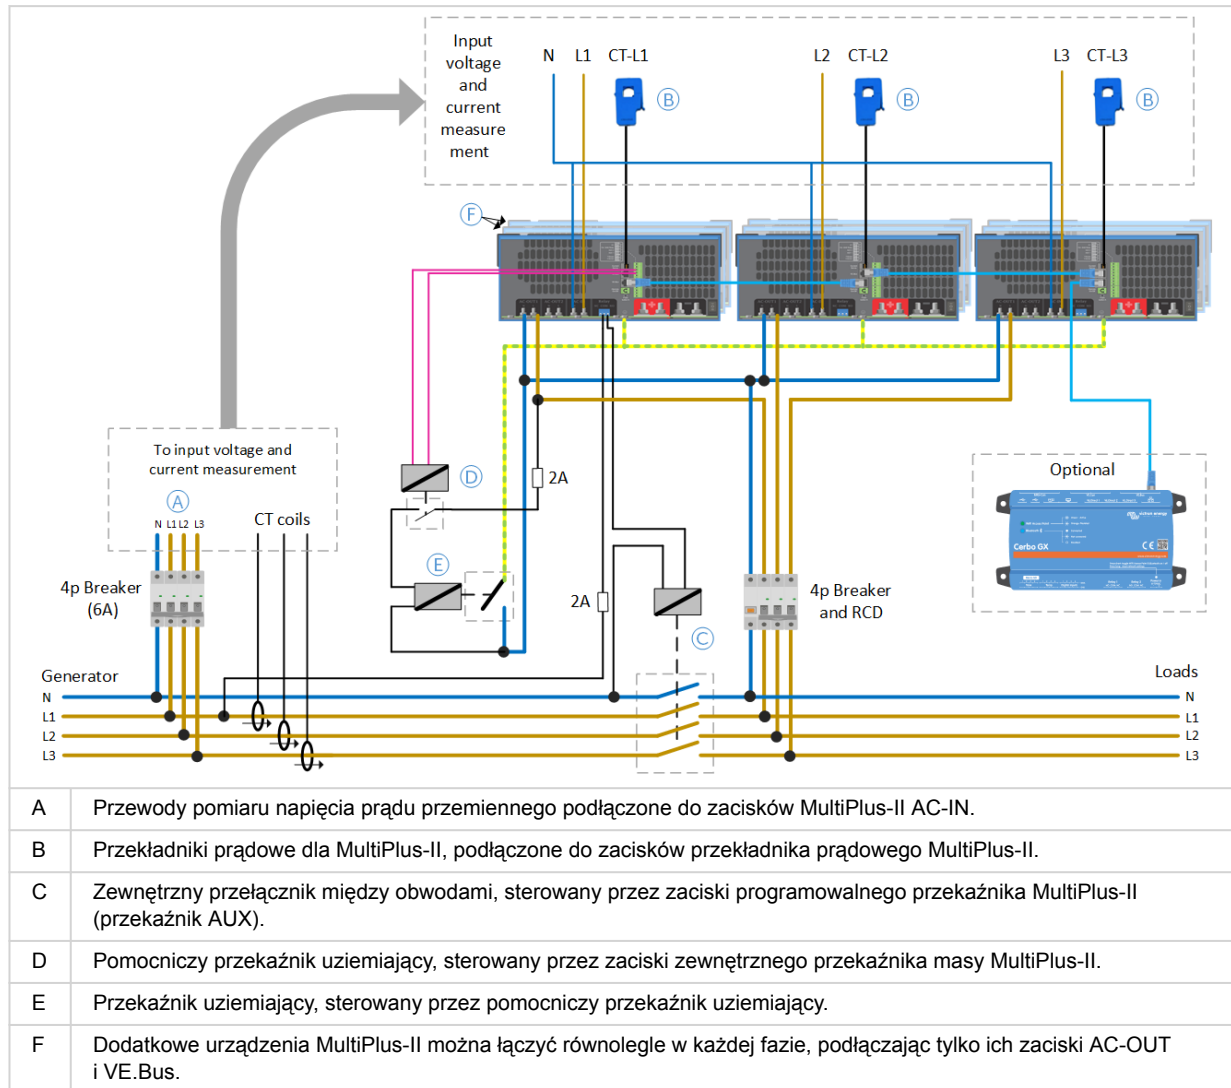 Input
voltage
and
current
measure
ment
N L1 CT-L1
L2 CT-L2
L3 CT-L3
B
B
B
F
To input voltage and
current measurement
A
N L1 L2 L3
CT coils
4p Breaker
(6A)
D
2A
E
2A
C
4p Breaker
and RCD
Optional
victron energy
Cerbo GX
CE
Generator
N
L1
L2
L3
Loads
N
L1
L2
L3
A Przewody pomiaru napięcia prądu przemiennego podłączone do zacisków MultiPlus-II AC-IN.
B Przekładniki prądowe dla MultiPlus-II, podłączone do zacisków przekładnika prądowego MultiPlus-II.
C Zewnętrzny przełącznik między obwodami, sterowany przez zaciski programowalnego przekaźnika MultiPlus-II
(przekaźnik AUX).
D Pomocniczy przekaźnik uziemiający, sterowany przez zaciski zewnętrznego przekaźnika masy MultiPlus-II.
E Przekaźnik uziemiający, sterowany przez pomocniczy przekaźnik uziemiający.
F Dodatkowe urządzenia MultiPlus-II można łączyć równolegle w każdej fazie, podłączając tylko ich zaciski AC-OUT
i VE.Bus.